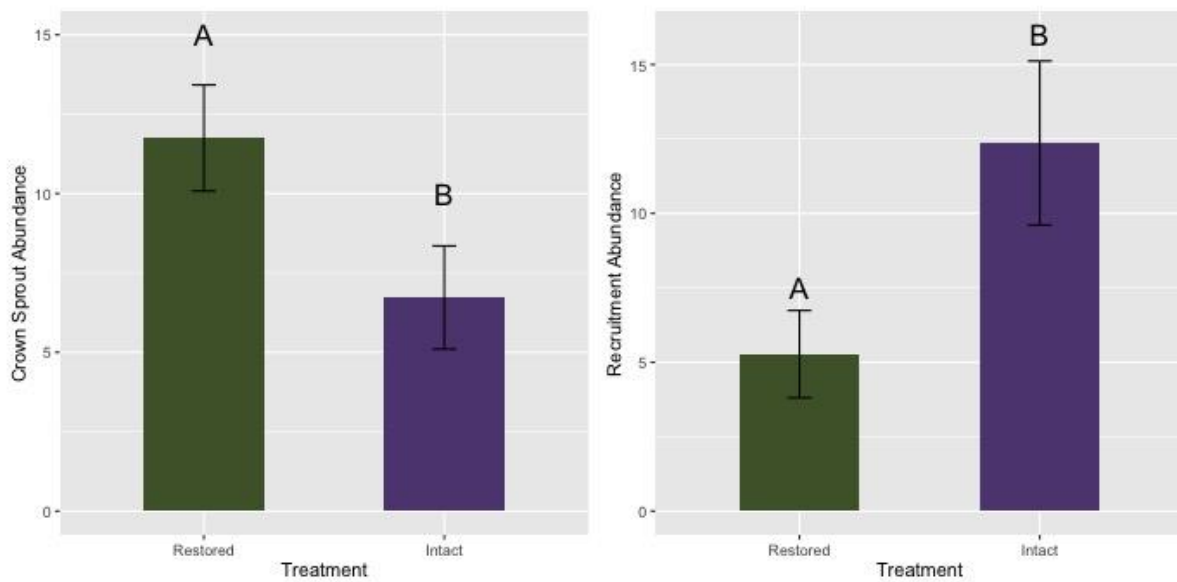 Crown Sprout Abundance
15
10
5
0
A
B
Restored
Intact
Treatment
Recruitment Abundance
15
10
5
0
A
B
Restored
Intact
Treatment